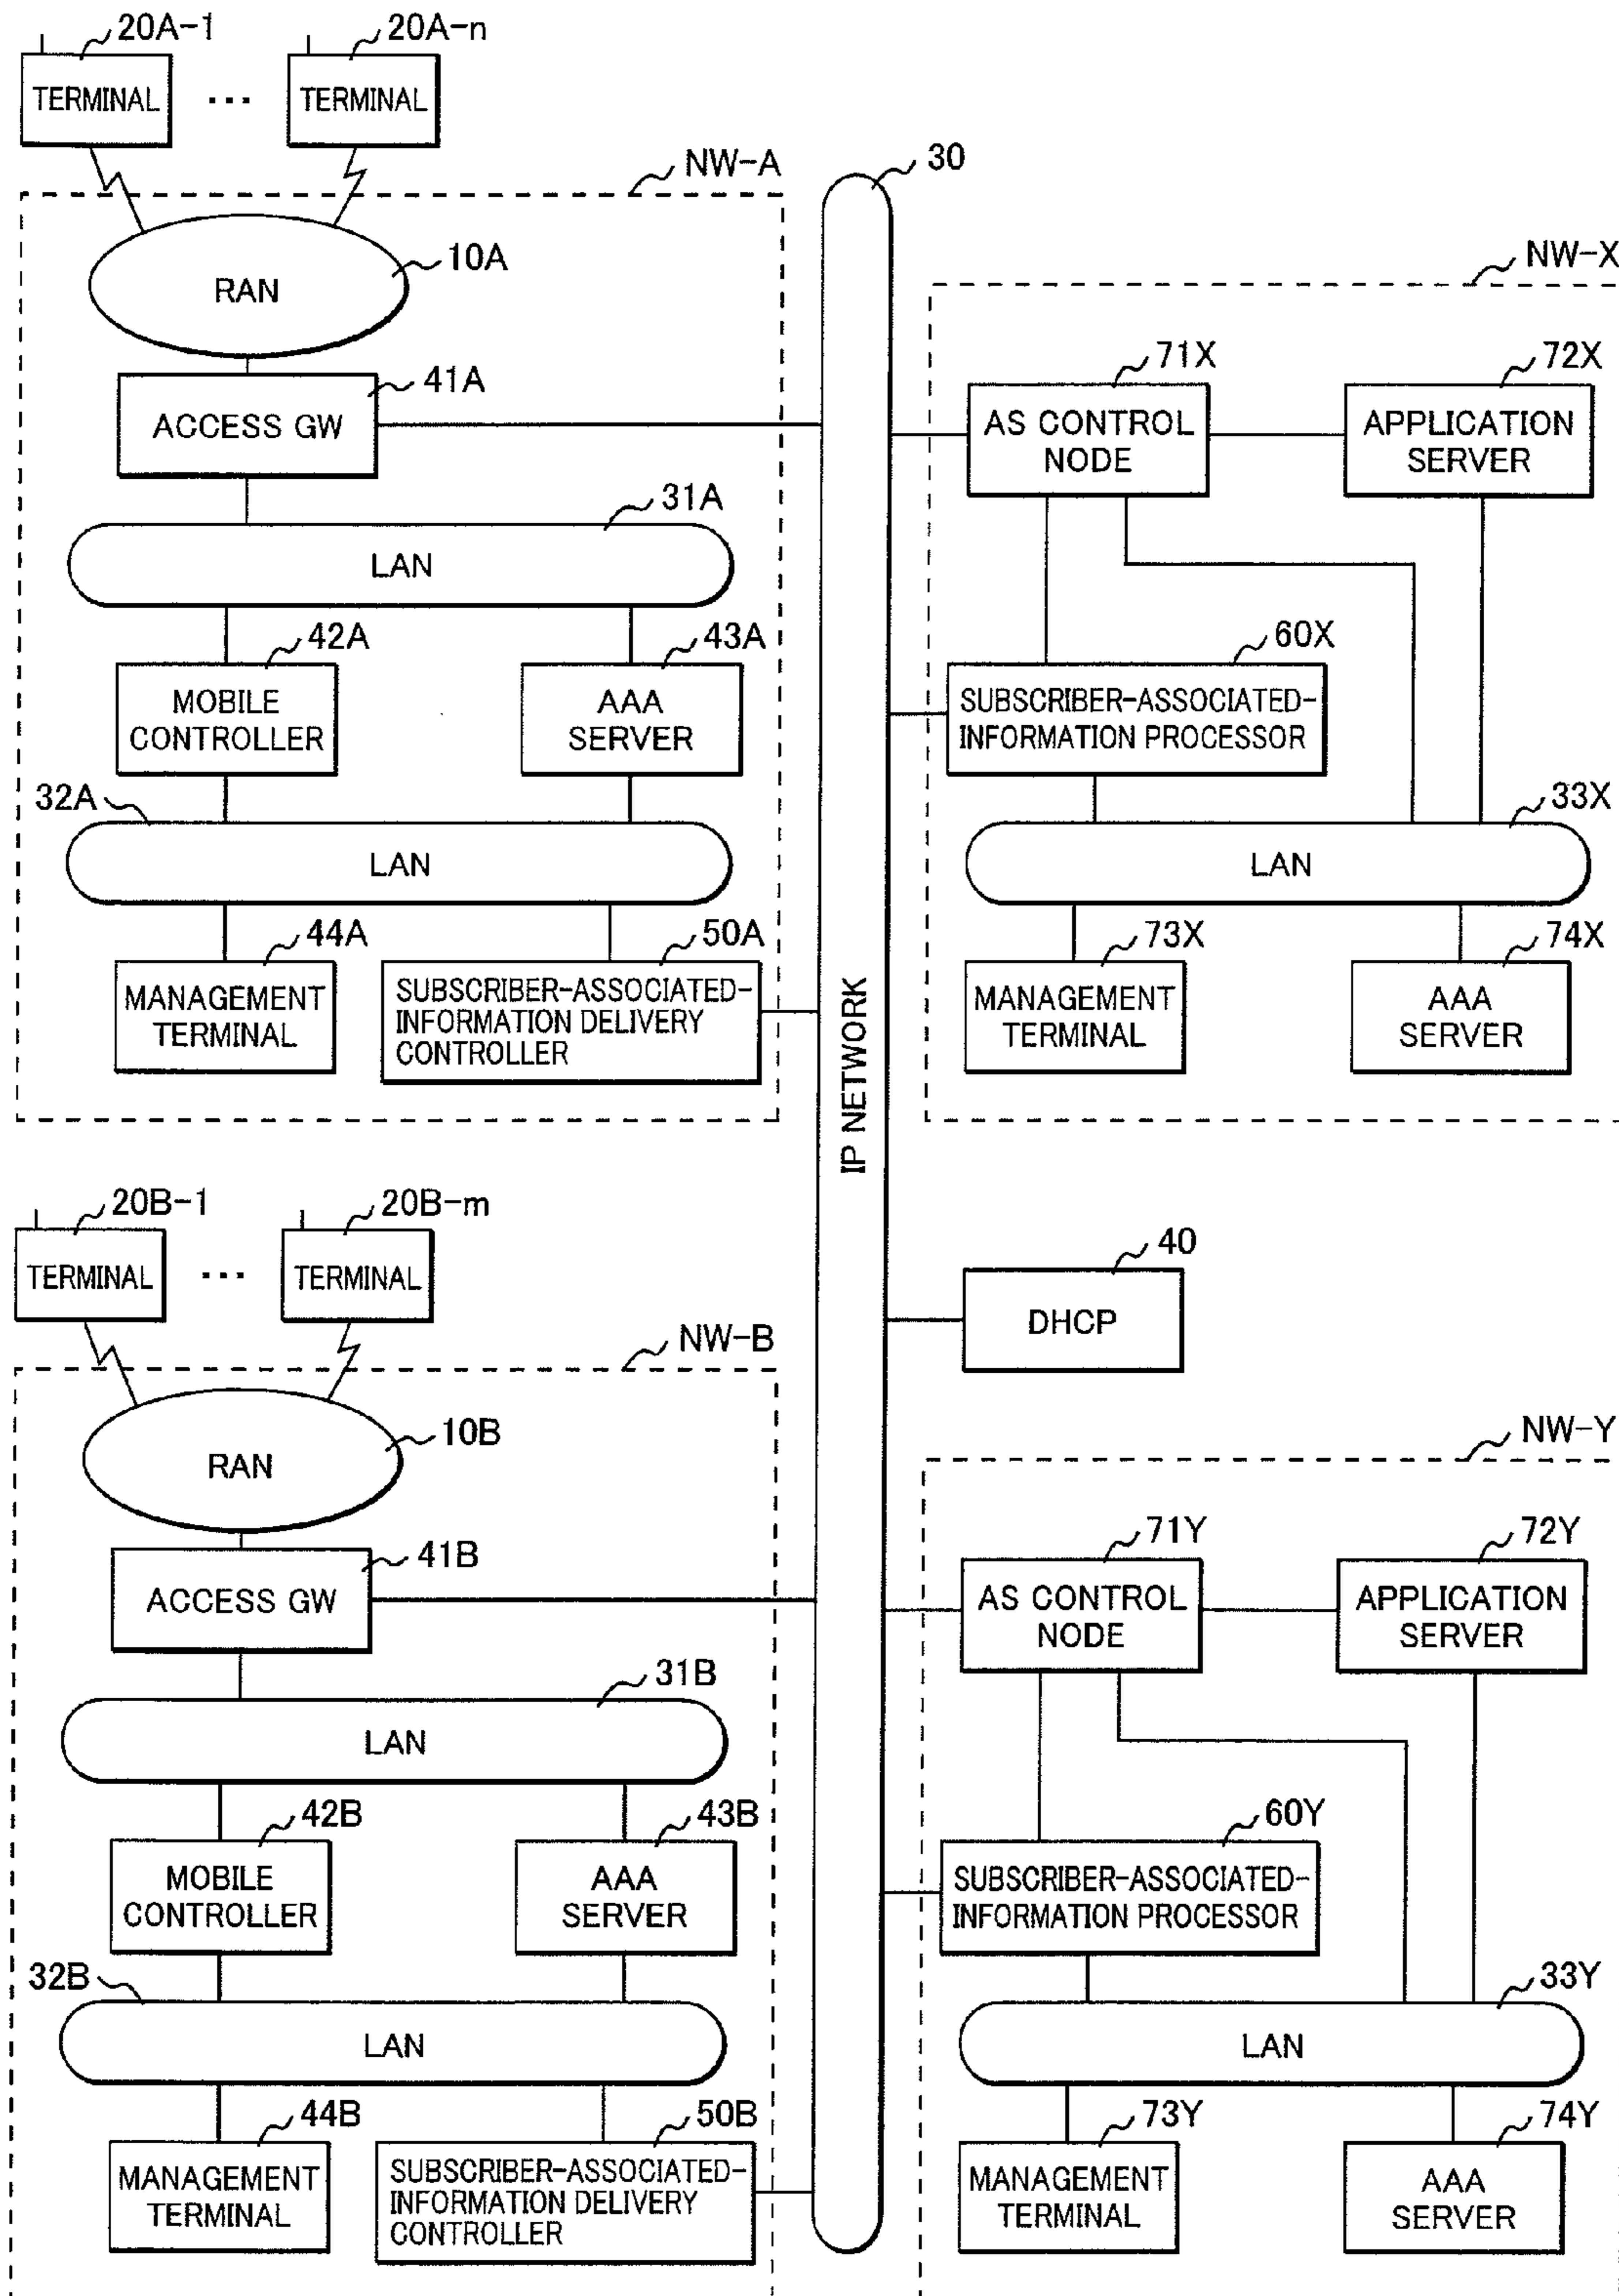 20A-1
20A-n
TERMINAL
...
TERMINAL
NW-A
RAN
10A
ACCESS GW
41A
31A
LAN
42A
43A
MOBILE
CONTROLLER
AAA
SERVER
32A
LAN
44A
50A
MANAGEMENT
TERMINAL
SUBSCRIBER-ASSOCIATED-
INFORMATION DELIVERY
CONTROLLER
30
IP NETWORK
NW-X
71X
72X
AS CONTROL
NODE
APPLICATION
SERVER
60X
SUBSCRIBER-ASSOCIATED-
INFORMATION PROCESSOR
33X
LAN
73X
74X
MANAGEMENT
TERMINAL
AAA
SERVER
40
DHCP
20B-1
20B-m
TERMINAL
...
TERMINAL
NW-B
RAN
10B
ACCESS GW
41B
31B
LAN
42B
43B
MOBILE
CONTROLLER
AAA
SERVER
32B
LAN
44B
50B
MANAGEMENT
TERMINAL
SUBSCRIBER-ASSOCIATED-
INFORMATION DELIVERY
CONTROLLER
NW-Y
71Y
72Y
AS CONTROL
NODE
APPLICATION
SERVER
60Y
SUBSCRIBER-ASSOCIATED-
INFORMATION PROCESSOR
33Y
LAN
73Y
74Y
MANAGEMENT
TERMINAL
AAA
SERVER